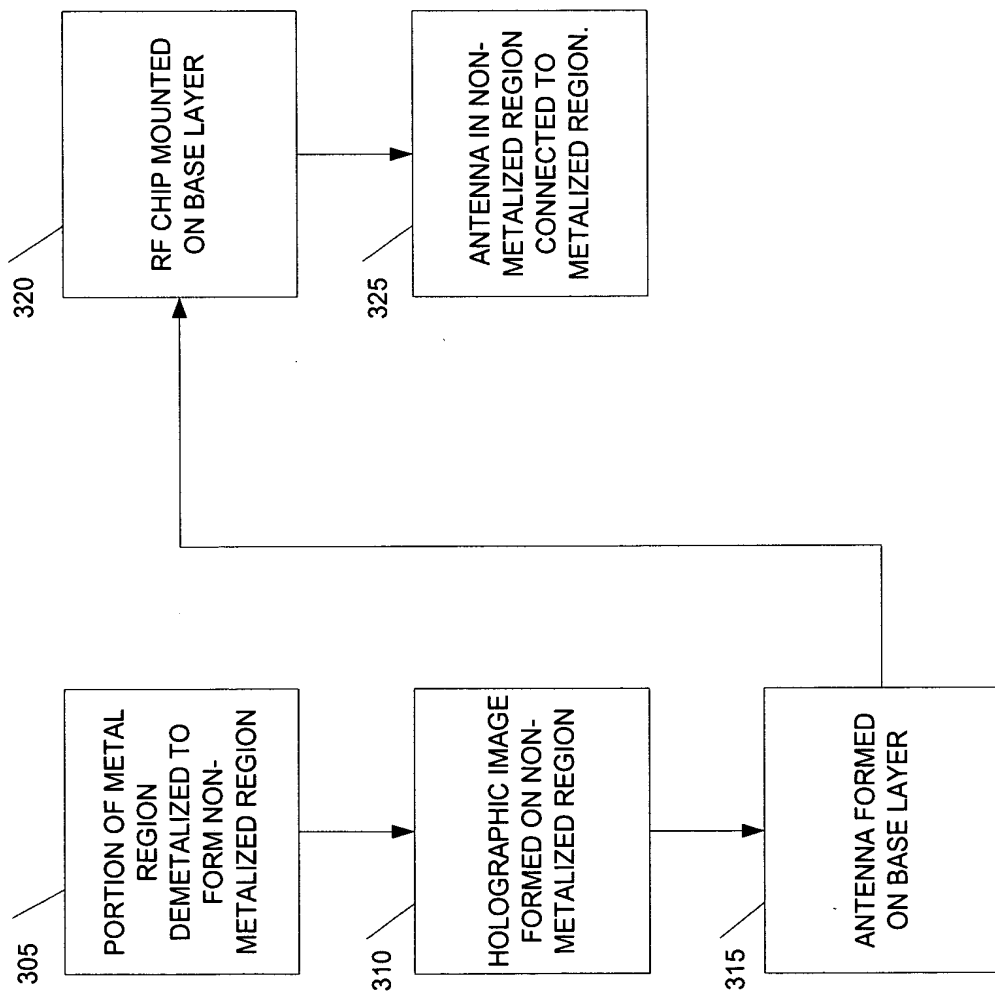 305
PORTION OF METAL
REGION
DEMETALIZED TO
FORM NON-
METALIZED REGION
310
HOLOGRAPHIC IMAGE
FORMED ON NON-
METALIZED REGION
315
ANTENNA FORMED
ON BASE LAYER
320
RF CHIP MOUNTED
ON BASE LAYER
325
ANTENNA IN NON-
METALIZED REGION
CONNECTED TO
METALIZED REGION.